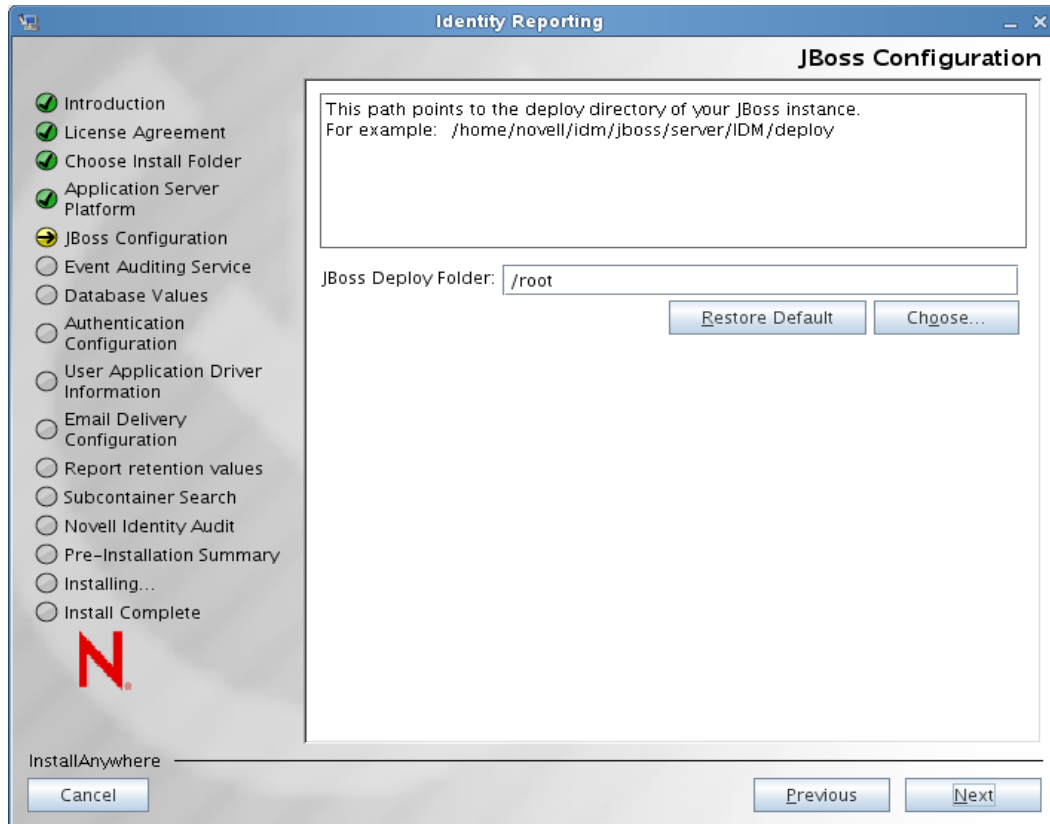 Identity Reporting
JBoss Configuration
Introduction
License Agreement
Choose Install Folder
Application Server
Platform
JBoss Configuration
Event Auditing Service
Database Values
Authentication
Configuration
User Application Driver
Information
Email Delivery
Configuration
Report retention values
Subcontainer Search
Novell Identity Audit
Pre-Installation Summary
Installing...
Install Complete
N®
This path points to the deploy directory of your JBoss instance.
For example: /home/novell/idm/jboss/server/IDM/deploy
JBoss Deploy Folder: /root
Restore Default Choose...
InstallAnywhere
Cancel Previous Next